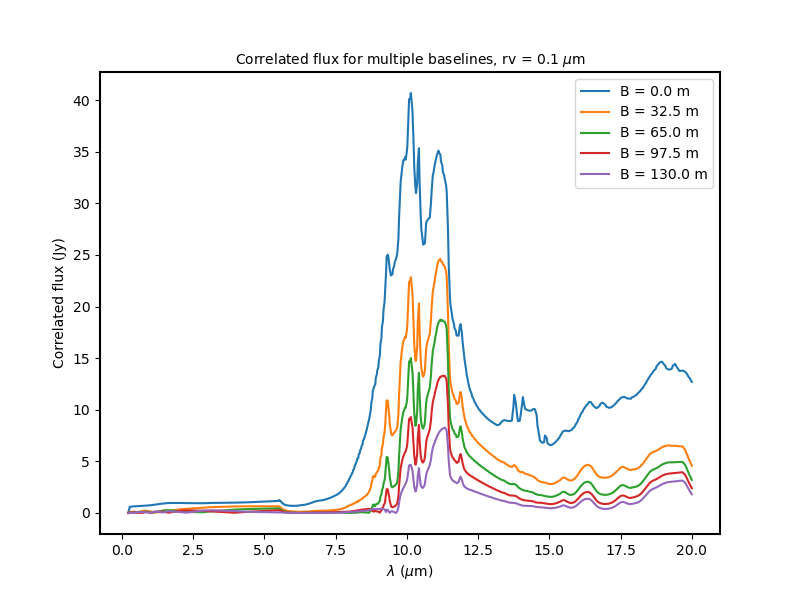 Correlated flux for multiple baselines, rv = 0.1 μm
B = 0.0 m
B = 32.5 m
B = 65.0 m
B = 97.5 m
B = 130.0 m
Correlated flux (Jy)
40
35
30
25
20
15
10
5
0
0.0 2.5 5.0 7.5 10.0 12.5 15.0 17.5 20.0
λ (μm)